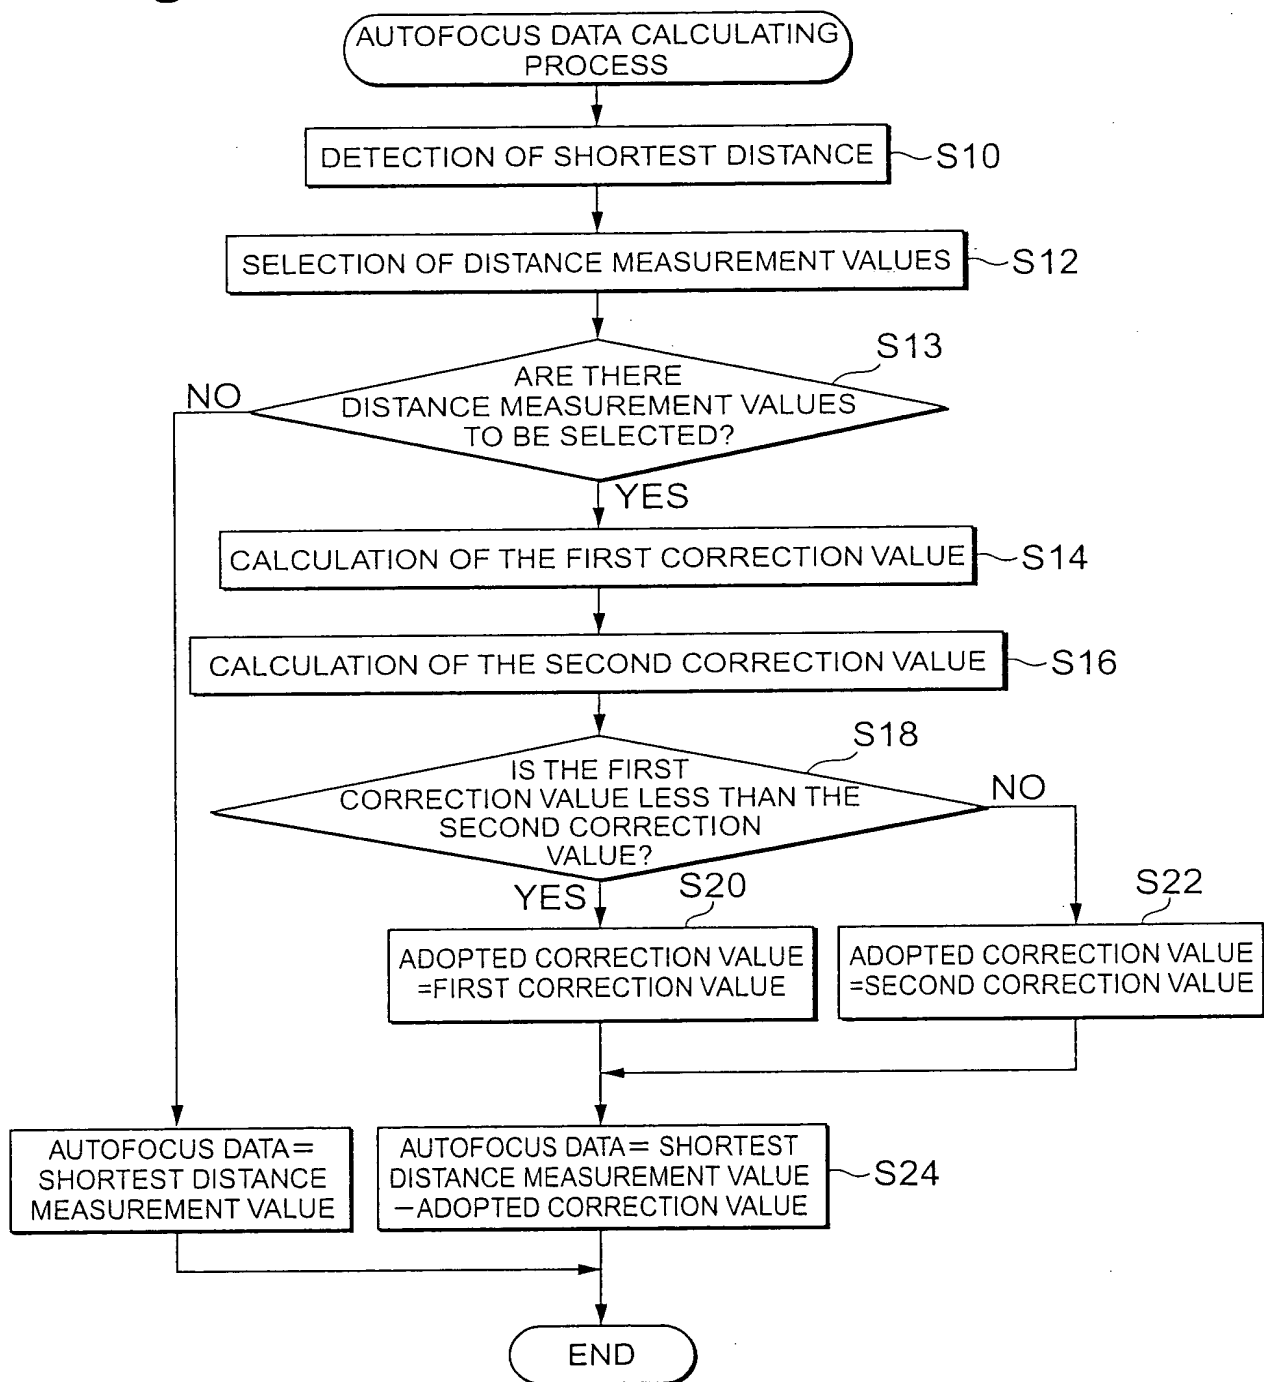 AUTOFOCUS DATA CALCULATING
PROCESS
DETECTION OF SHORTEST DISTANCE
S10
SELECTION OF DISTANCE MEASUREMENT VALUES
S12
S13
ARE THERE
DISTANCE MEASUREMENT VALUES
TO BE SELECTED?
NO
YES
CALCULATION OF THE FIRST CORRECTION VALUE
S14
CALCULATION OF THE SECOND CORRECTION VALUE
S16
S18
IS THE FIRST
CORRECTION VALUE LESS THAN THE
SECOND CORRECTION
VALUE?
NO
YES
S20
S22
ADOPTED CORRECTION VALUE
=FIRST CORRECTION VALUE
ADOPTED CORRECTION VALUE
=SECOND CORRECTION VALUE
AUTOFOCUS DATA=
SHORTEST DISTANCE
MEASUREMENT VALUE
AUTOFOCUS DATA= SHORTEST
DISTANCE MEASUREMENT VALUE
−ADOPTED CORRECTION VALUE
S24
END